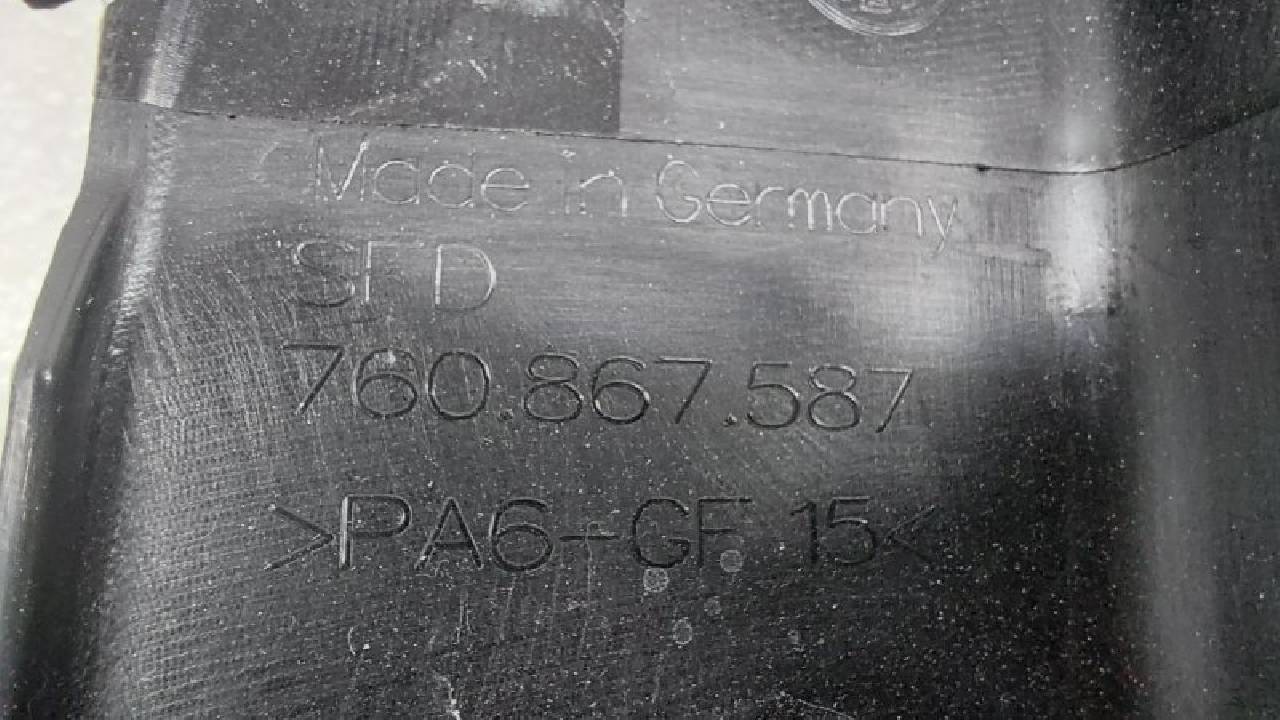 Made in Germany
SFD
760.867.587
>PA6-GF 15<